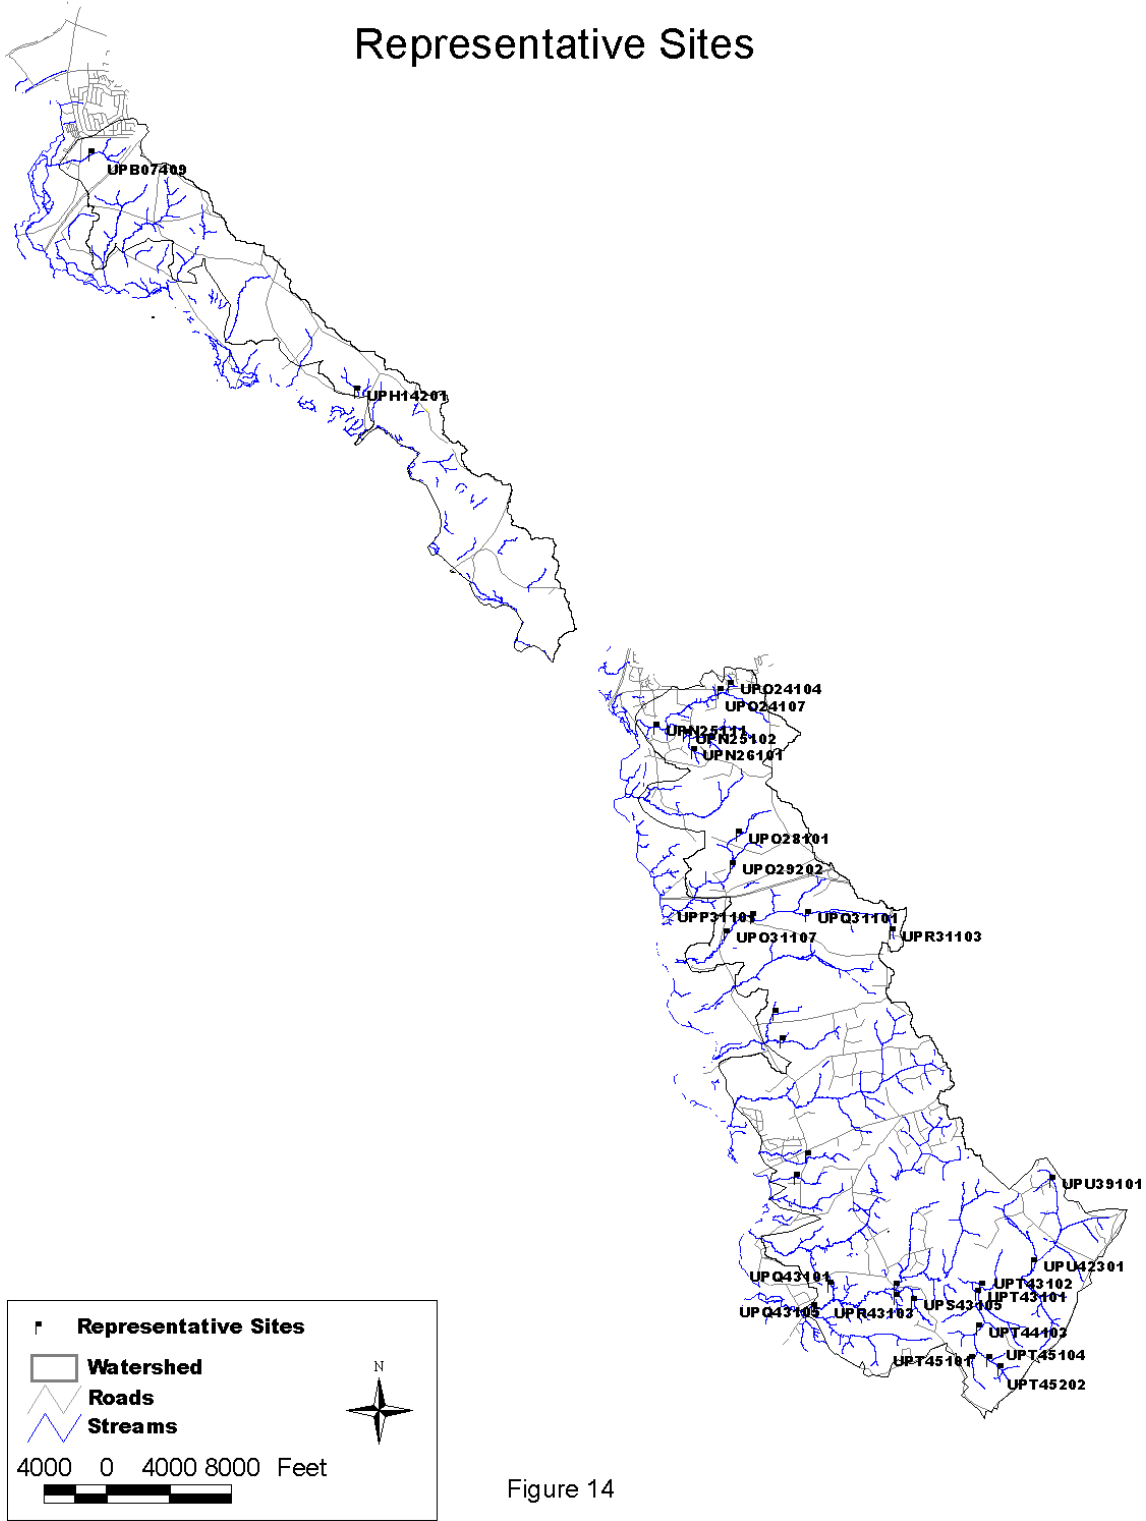 Representative Sites
UPB07409
UPH14201
UPO24104
UPO24107
UPN25111
UPN25102
UPN26101
UPO28101
UPO29202
UPP31101
UPQ31101
UPO31107
UPR31103
UPU39101
UPU42301
UPQ43101
UPT43102
UPT43101
UPS43105
UPQ43105
UPR43103
UPT44103
UPT45101
UPT45104
UPT45202
Representative Sites
Watershed
Roads
Streams
N
4000 0 4000 8000 Feet
Figure 14